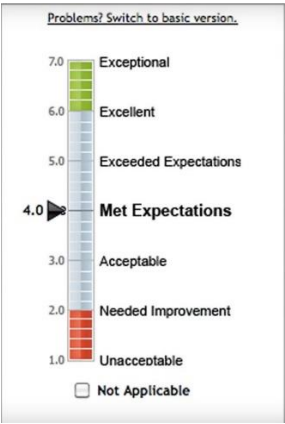 Problems? Switch to basic version.
7.0 Exceptional
6.0 Excellent
5.0 Exceeded Expectations
4.0 Met Expectations
3.0 Acceptable
2.0 Needed Improvement
1.0 Unacceptable
Not Applicable